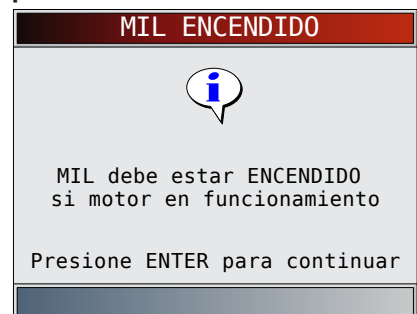 MIL ENCENDIDO
i
MIL debe estar ENCENDIDO
si motor en funcionamiento
Presione ENTER para continuar